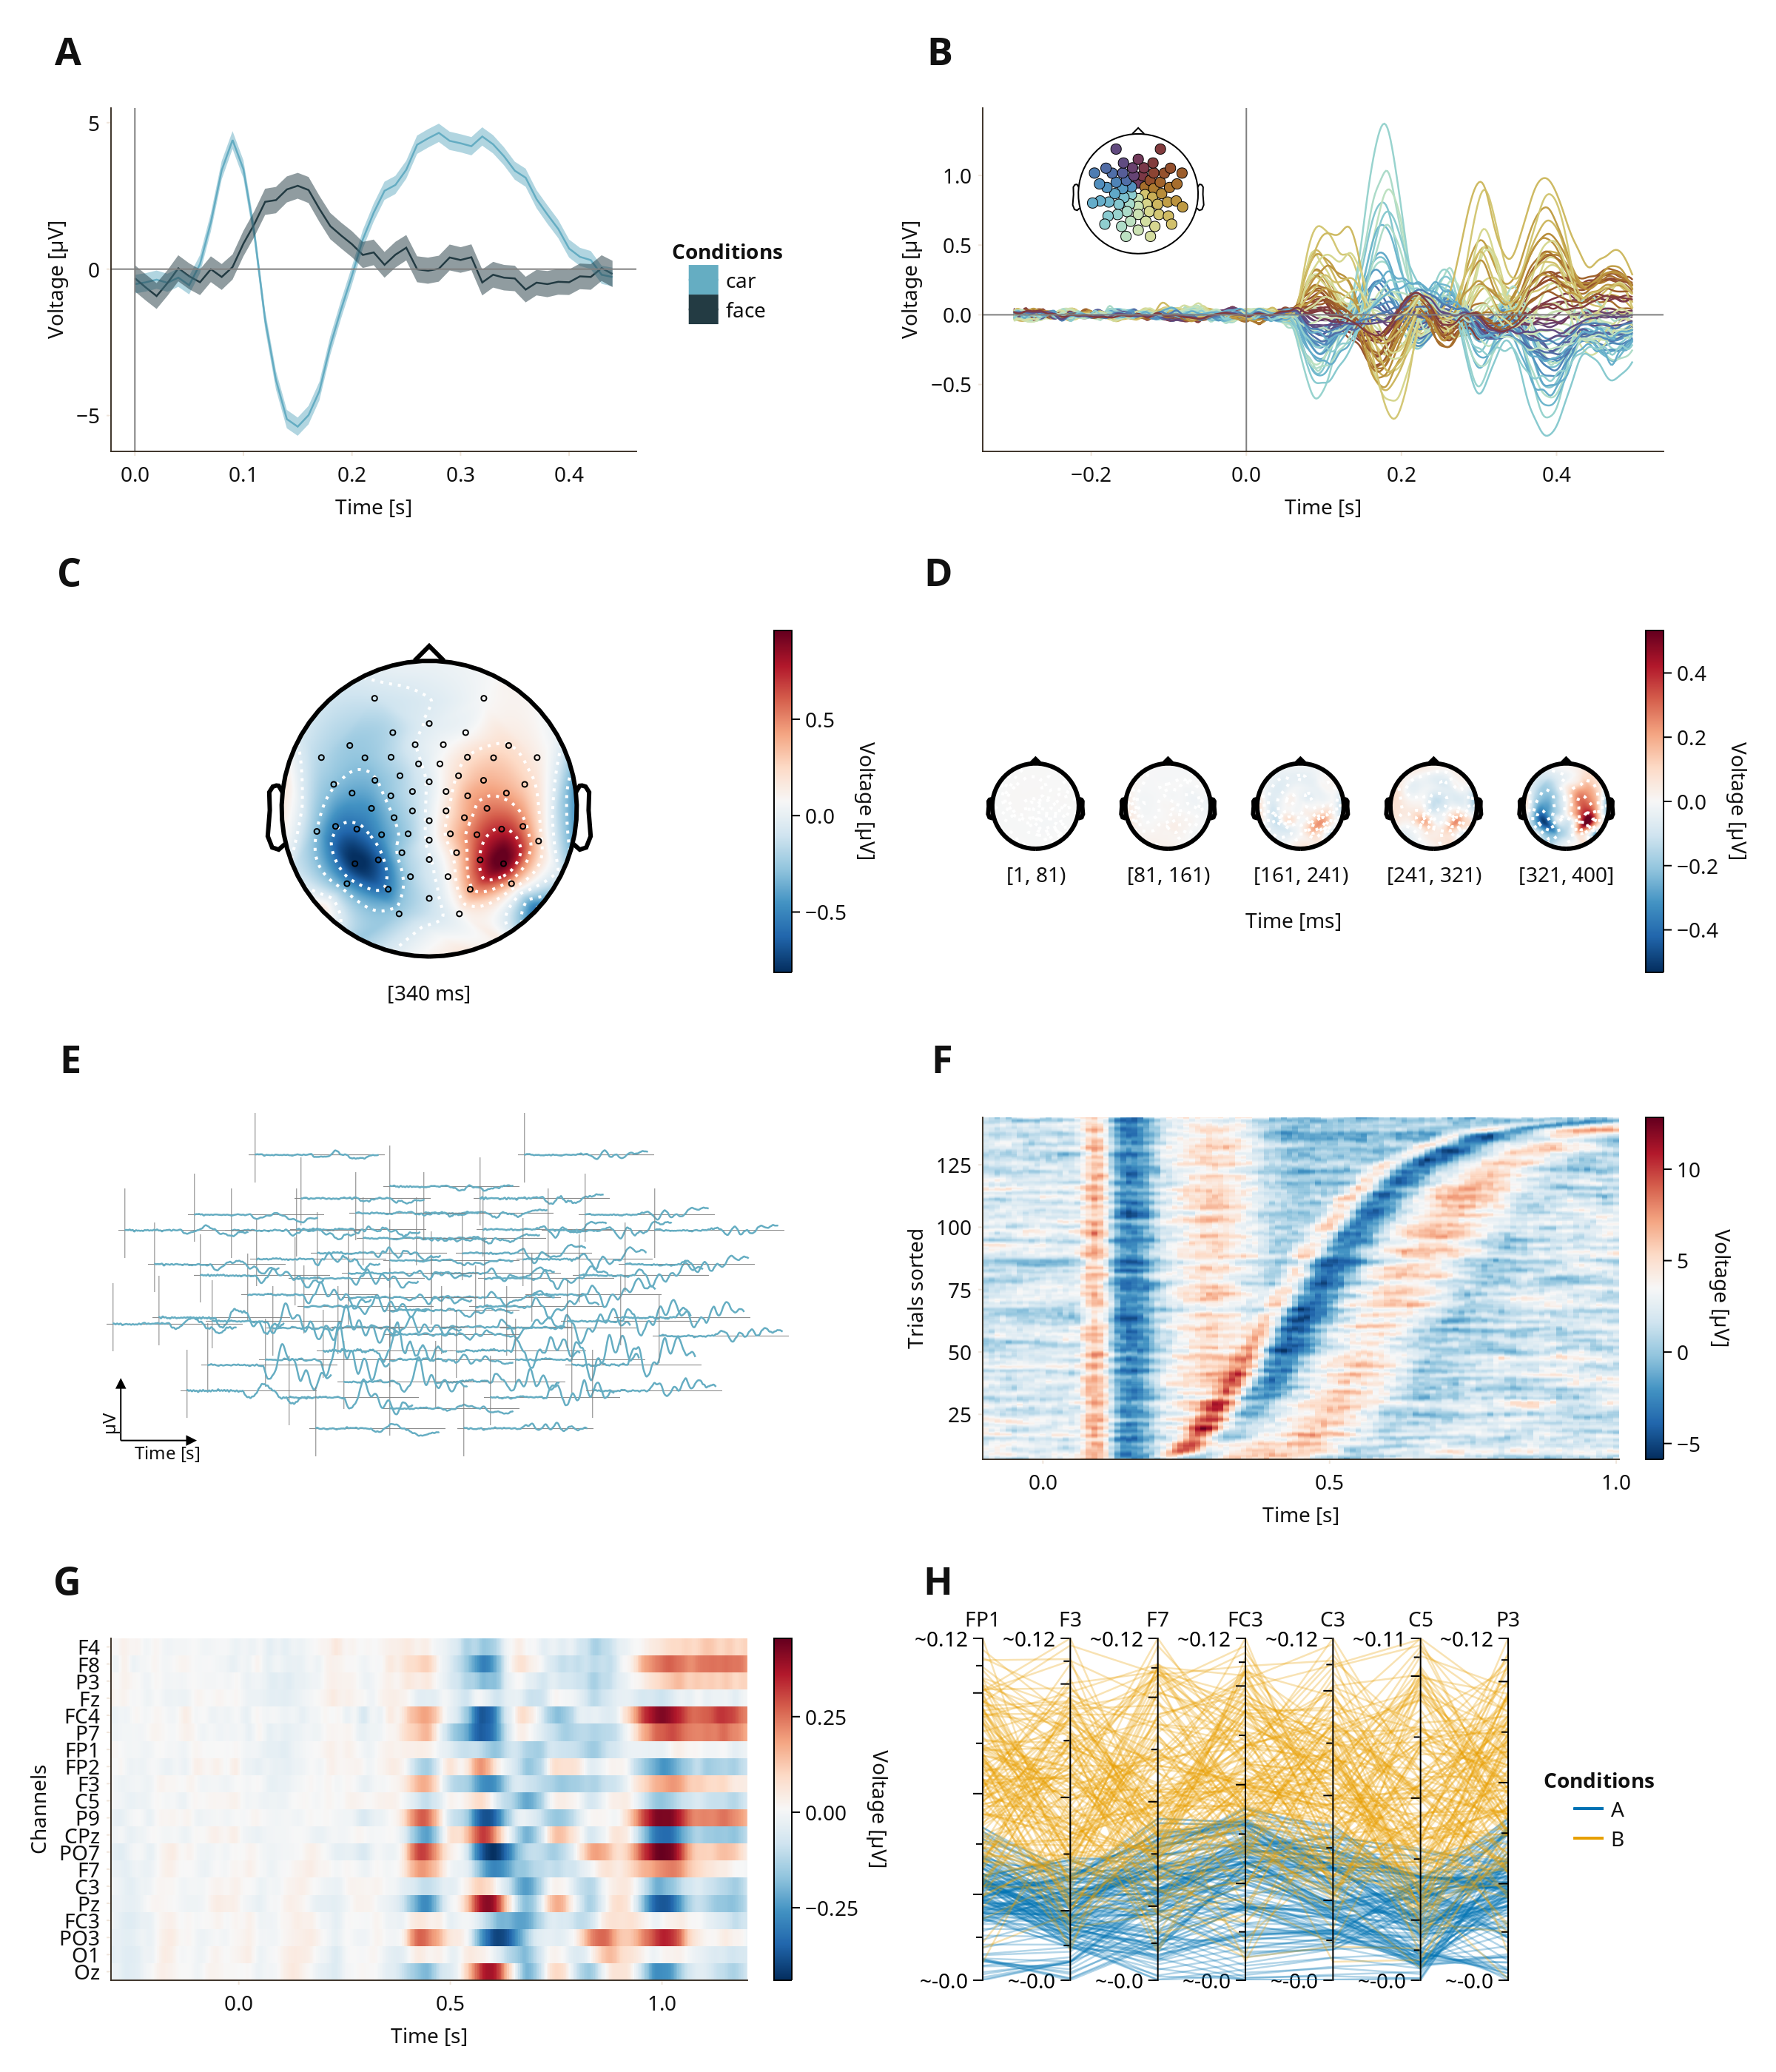 A
5
0
−5
Voltage [µV]
0.0 0.1 0.2 0.3 0.4
Time [s]
Conditions
car
face
B
1.0
0.5
0.0
−0.5
Voltage [µV]
−0.2 0.0 0.2 0.4
Time [s]
C
0.5
0.0
−0.5
Voltage [µV]
[340 ms]
D
0.4
0.2
0.0
−0.2
−0.4
Voltage [µV]
[1, 81) [81, 161) [161, 241) [241, 321) [321, 400]
Time [ms]
E
µV
Time [s]
F
125
100
75
50
25
Trials sorted
0.0 0.5 1.0
Time [s]
10
5
0
−5
Voltage [µV]
G
F4
F8
P3
Fz
FC4
P7
FP1
FP2
F3
C5
P9
CPz
PO7
F7
C3
Pz
FC3
PO3
O1
Oz
Channels
0.0 0.5 1.0
Time [s]
0.25
0.00
−0.25
Voltage [µV]
H
FP1 F3 F7 FC3 C3 C5 P3
~0.12 ~0.12 ~0.12 ~0.12 ~0.12 ~0.11 ~0.12
~-0.0 ~-0.0 ~-0.0 ~-0.0 ~-0.0 ~-0.0 ~-0.0
Conditions
A
B